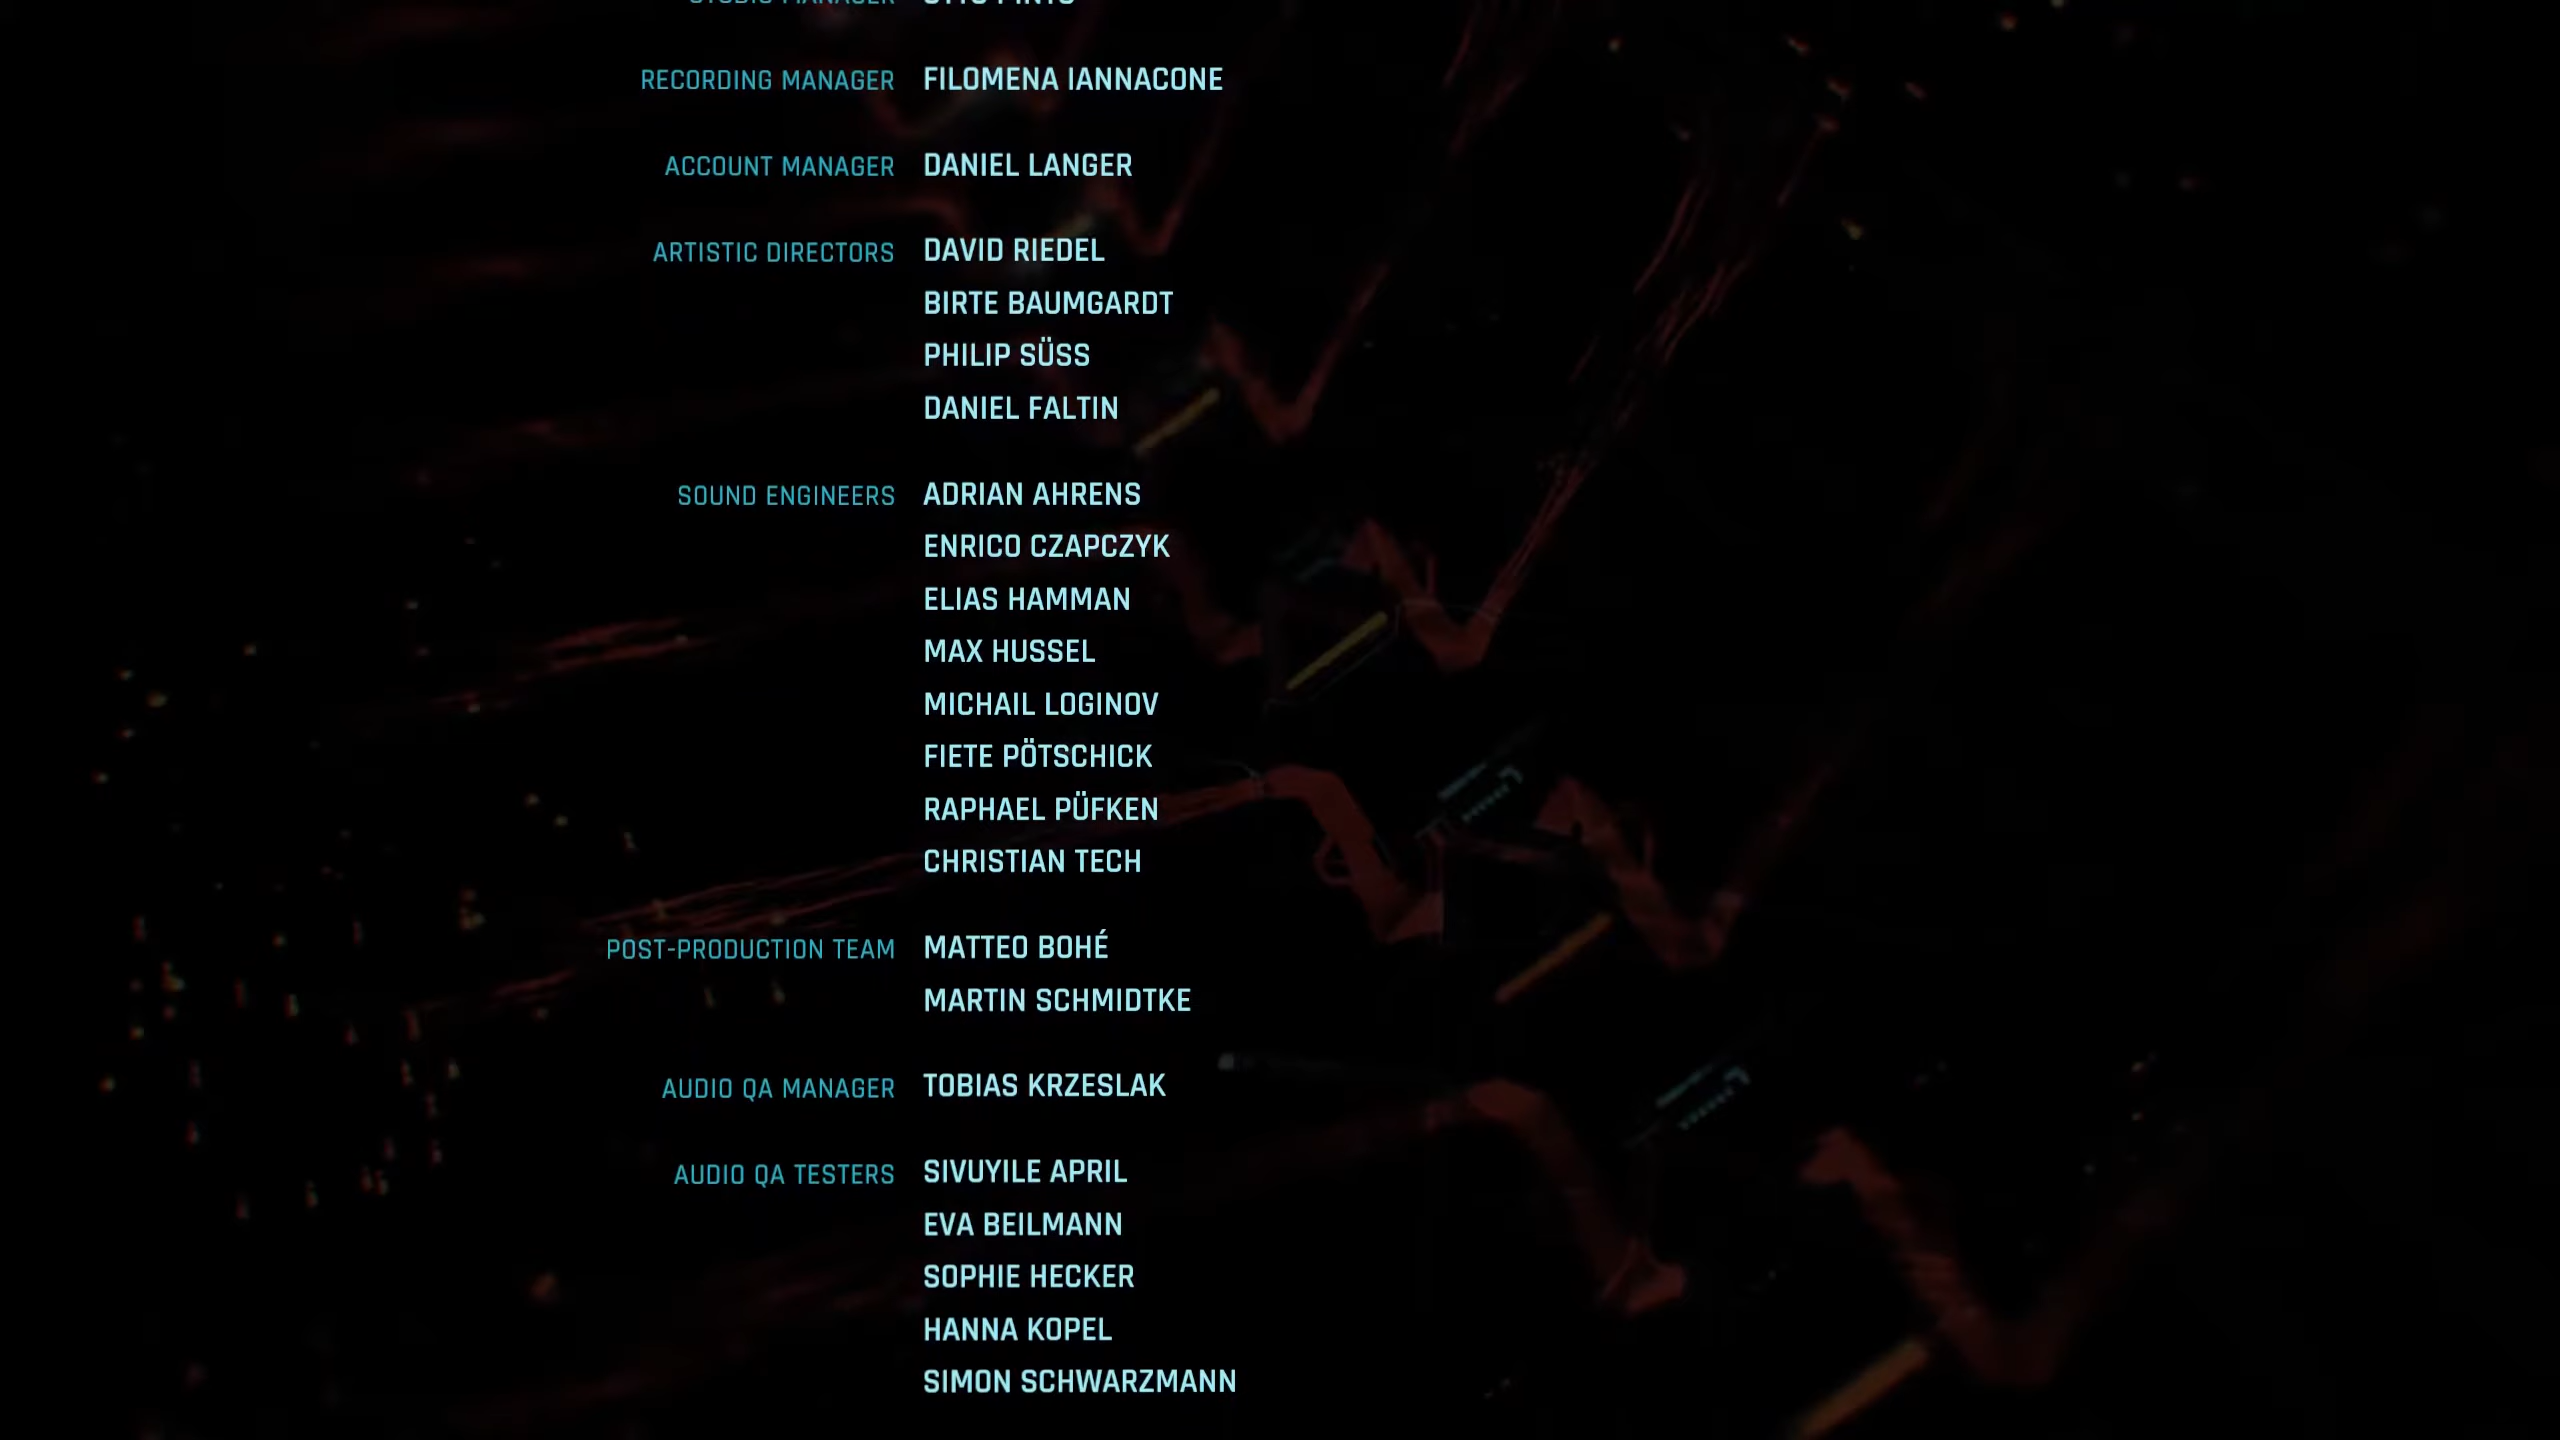 RECORDING MANAGER FILOMENA IANNACONE
ACCOUNT MANAGER DANIEL LANGER
ARTISTIC DIRECTORS DAVID RIEDEL
BIRTE BAUMGARDT
PHILIP SÜSS
DANIEL FALTIN
SOUND ENGINEERS ADRIAN AHRENS
ENRICO CZAPCZYK
ELIAS HAMMAN
MAX HUSSEL
MICHAIL LOGINOV
FIETE PÖTSCHICK
RAPHAEL PÜFKEN
CHRISTIAN TECH
POST-PRODUCTION TEAM MATTEO BOHÉ
MARTIN SCHMIDTKE
AUDIO QA MANAGER TOBIAS KRZESLAK
AUDIO QA TESTERS SIVUYILE APRIL
EVA BEILMANN
SOPHIE HECKER
HANNA KOPEL
SIMON SCHWARZMANN